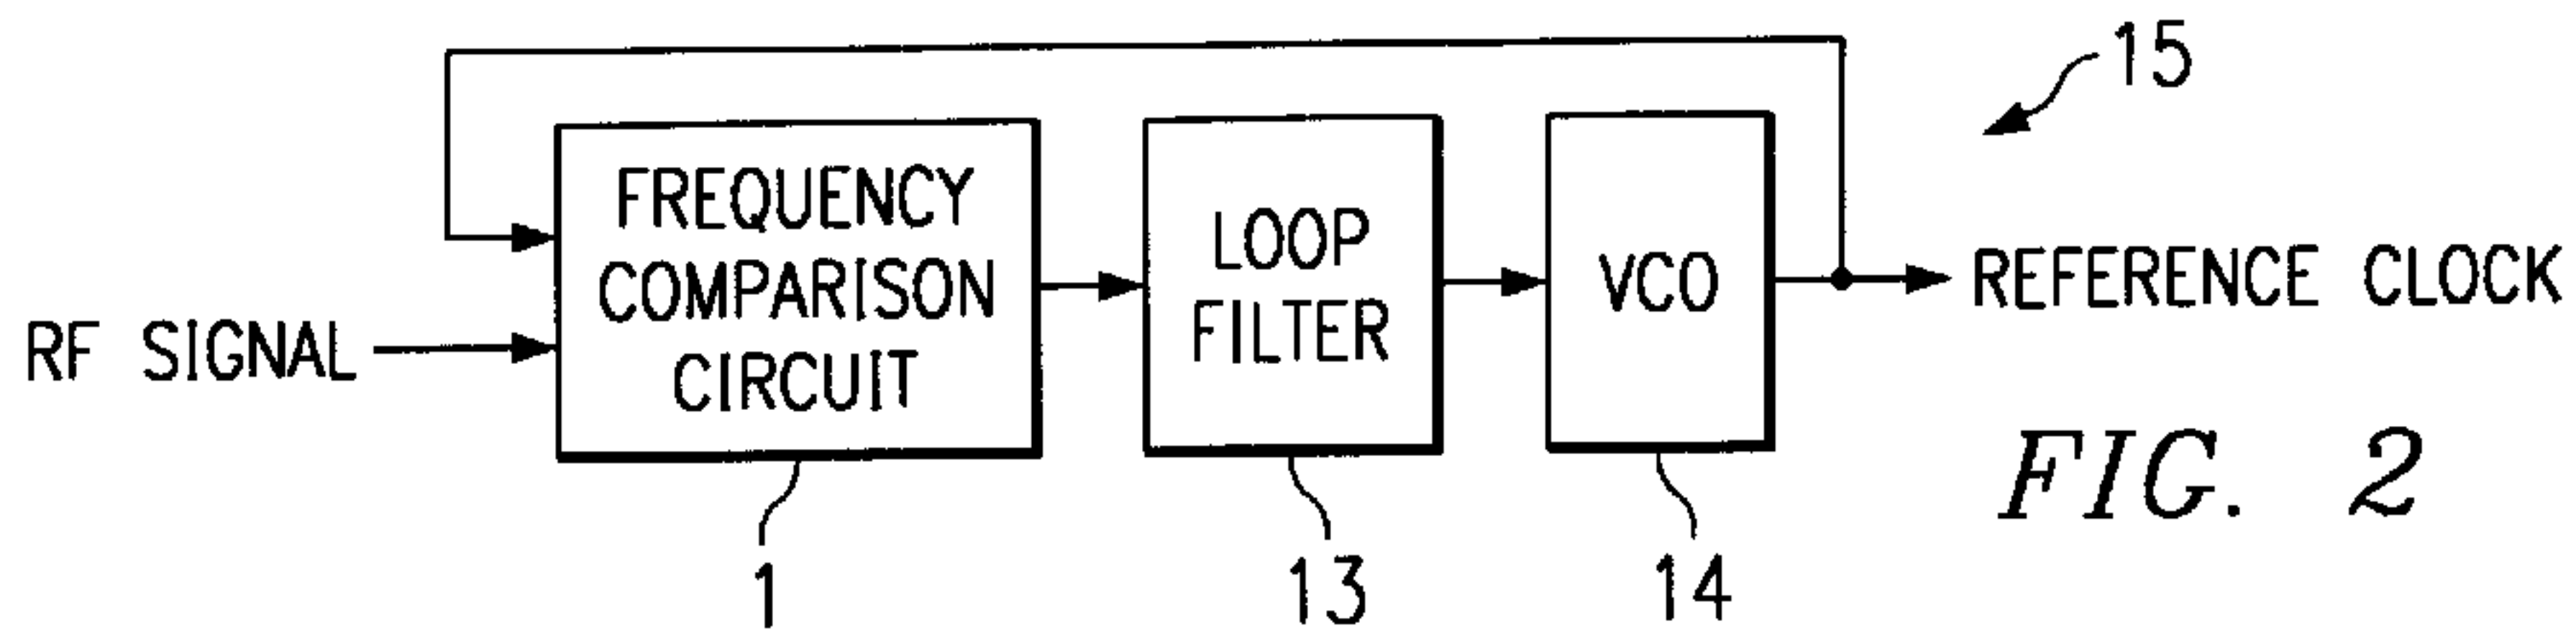 15
FREQUENCY
COMPARISON
CIRCUIT
LOOP
FILTER
VCO
REFERENCE CLOCK
RF SIGNAL
FIG. 2
1
13
14